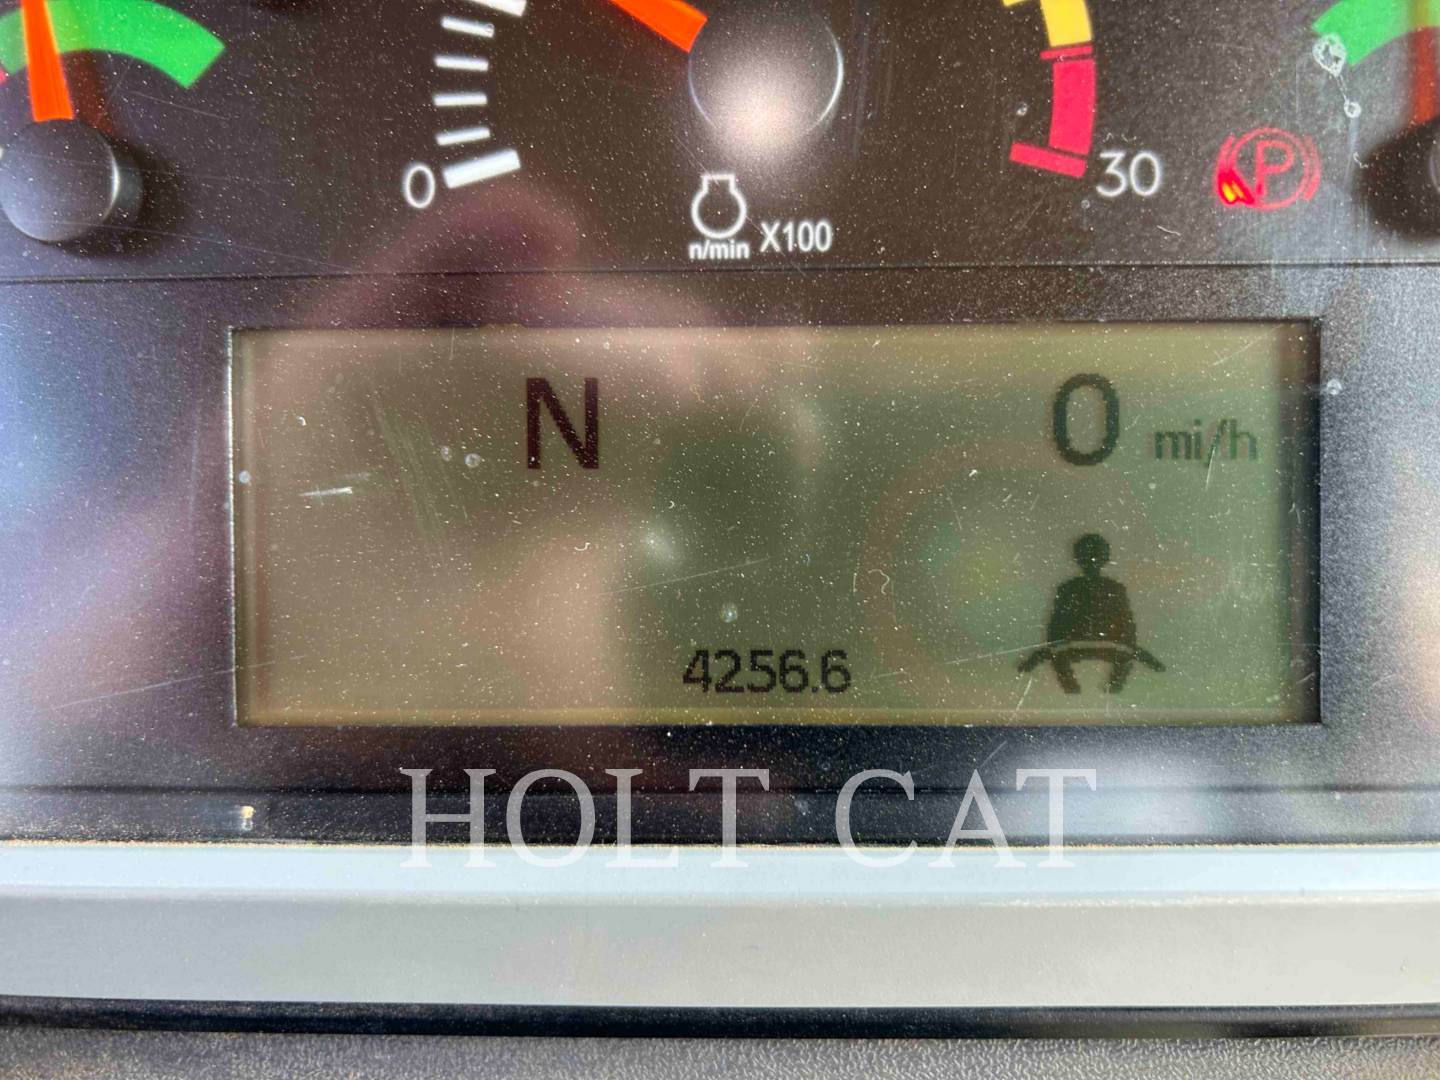 0
30
P
n/min X100
N 0 mi/h
4256.6
HOLT CAT